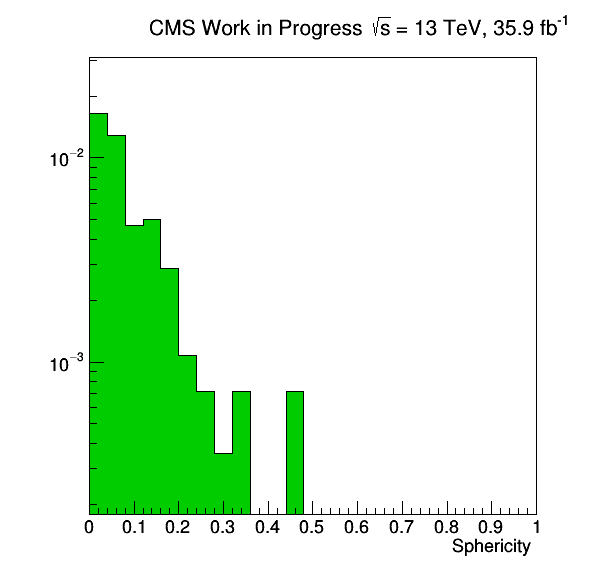 CMS Work in Progress √s = 13 TeV, 35.9 fb⁻¹
10⁻²
10⁻³
0 0.1 0.2 0.3 0.4 0.5 0.6 0.7 0.8 0.9 1
Sphericity